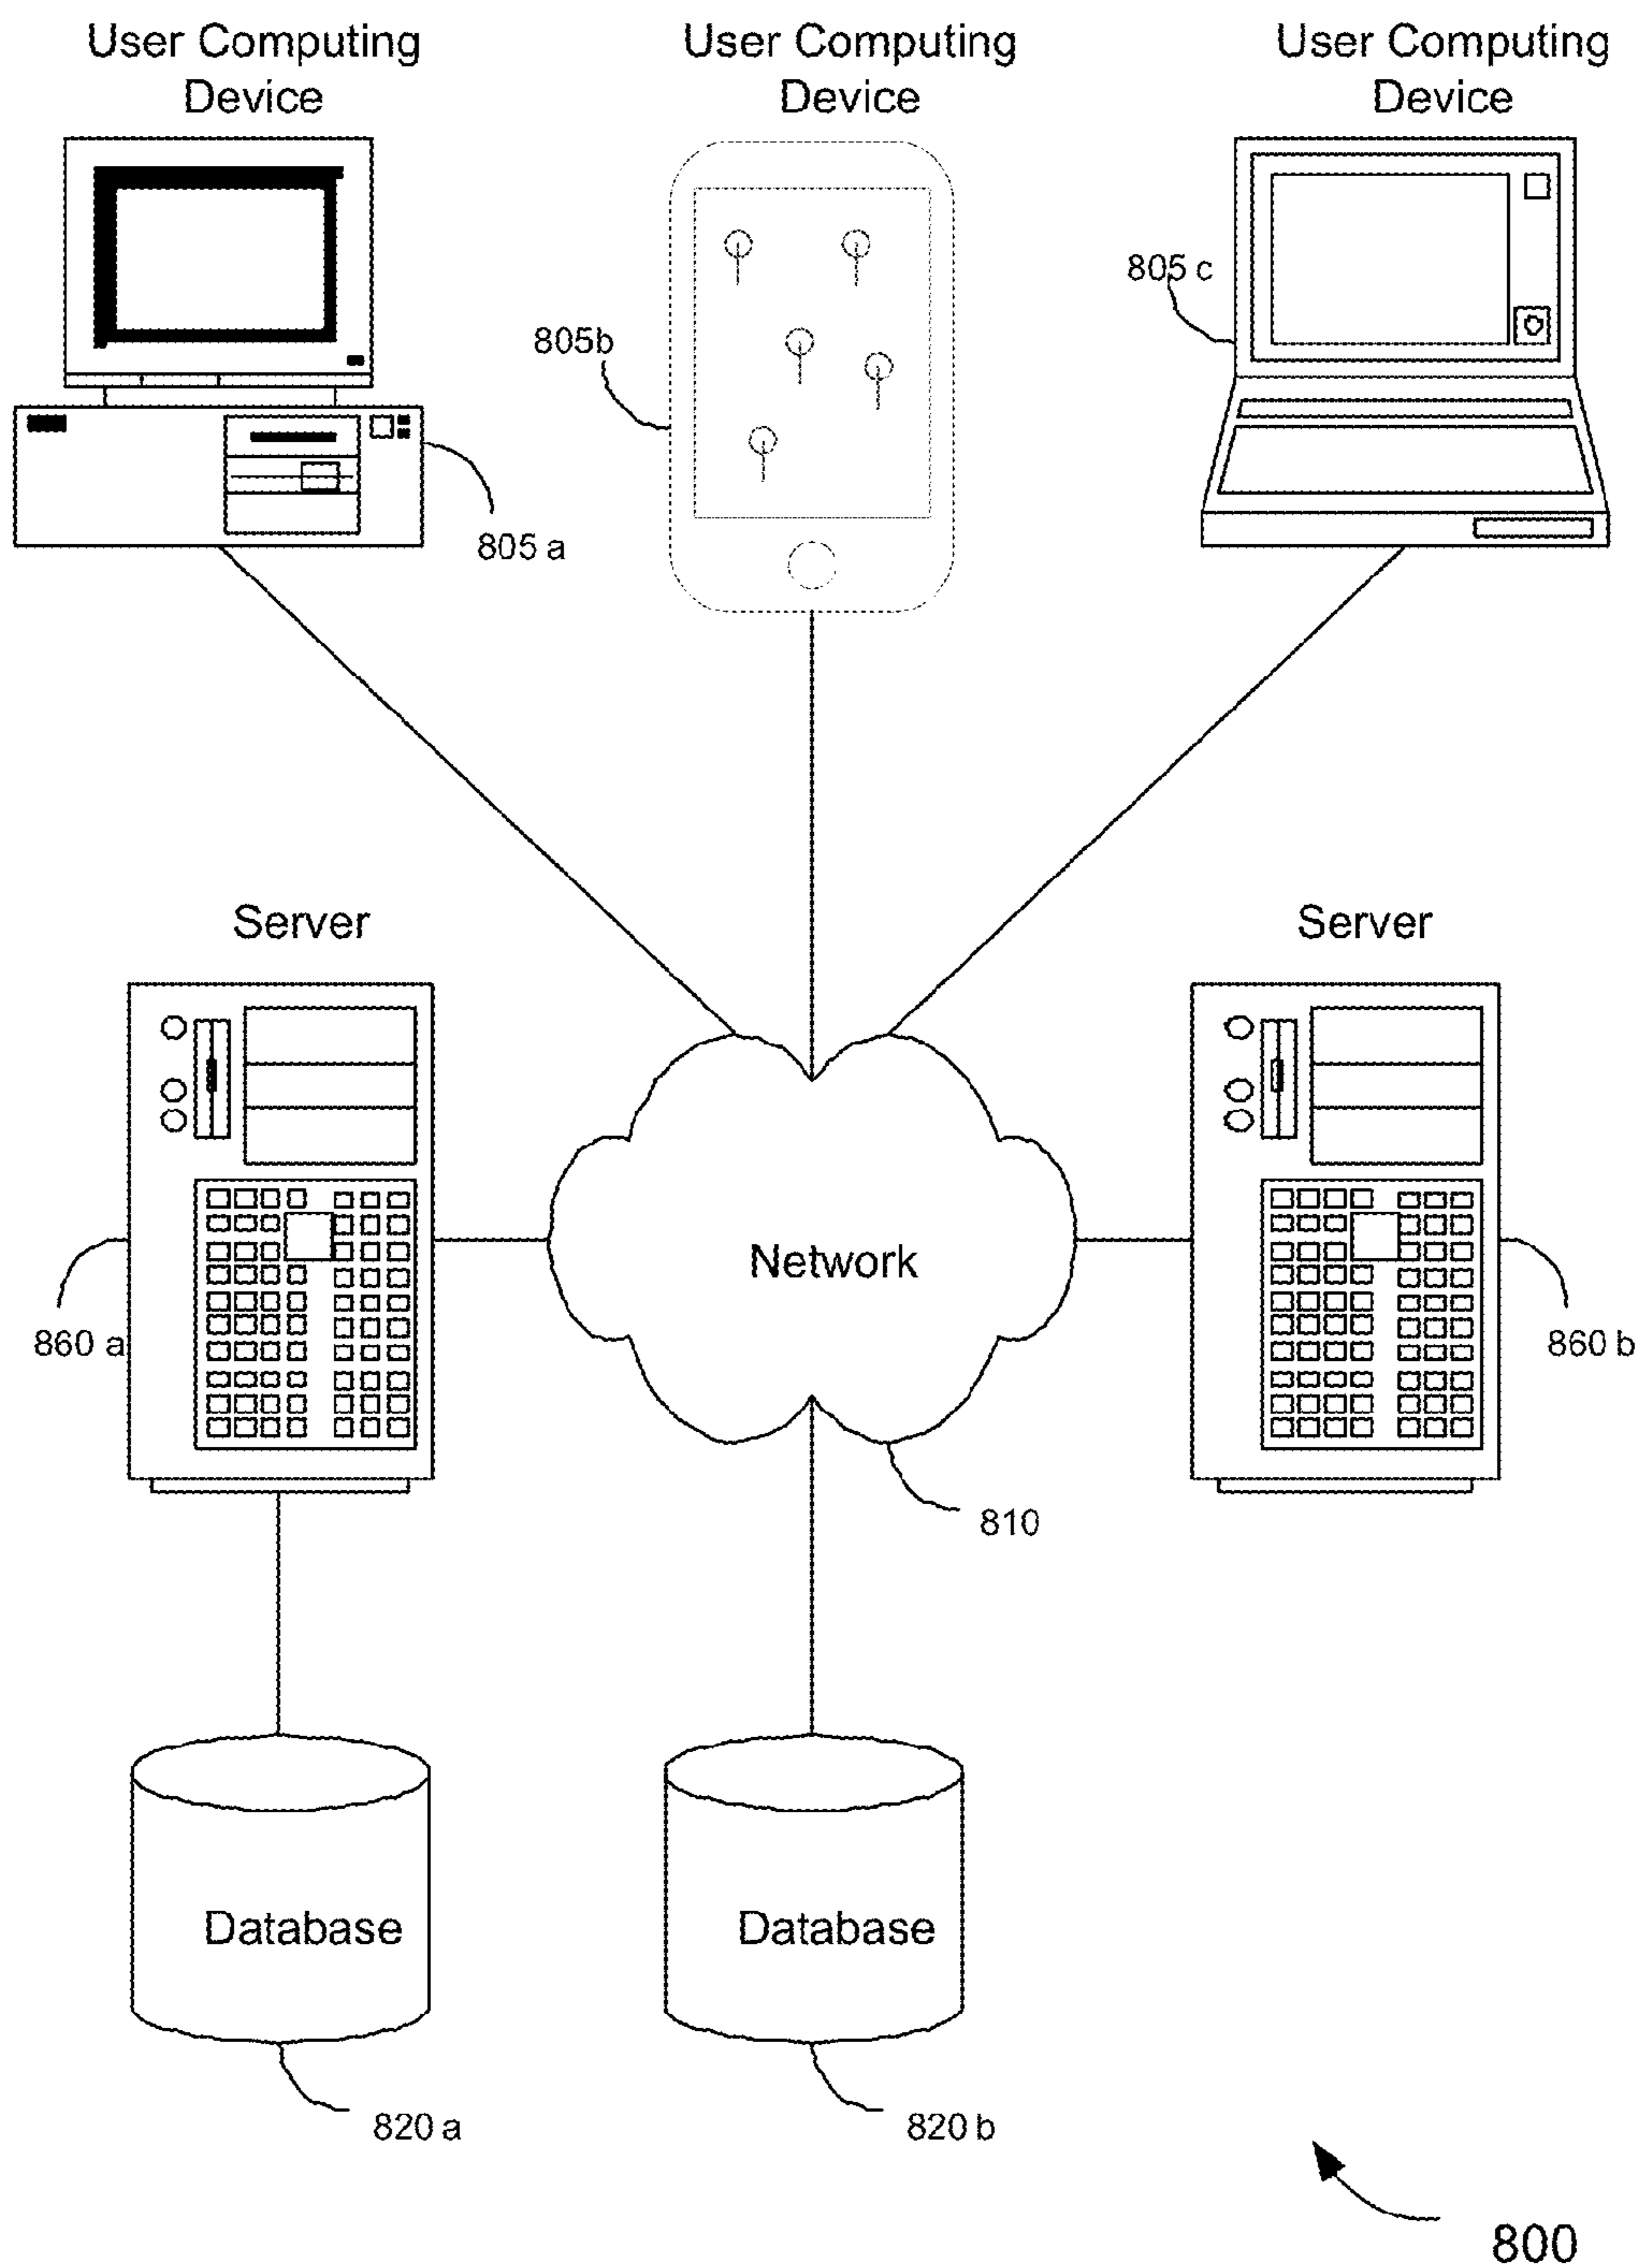 User Computing
Device
User Computing
Device
User Computing
Device
805 c
805b
805 a
Server
Server
Network
860 a
860 b
810
Database
Database
820 a
820 b
800